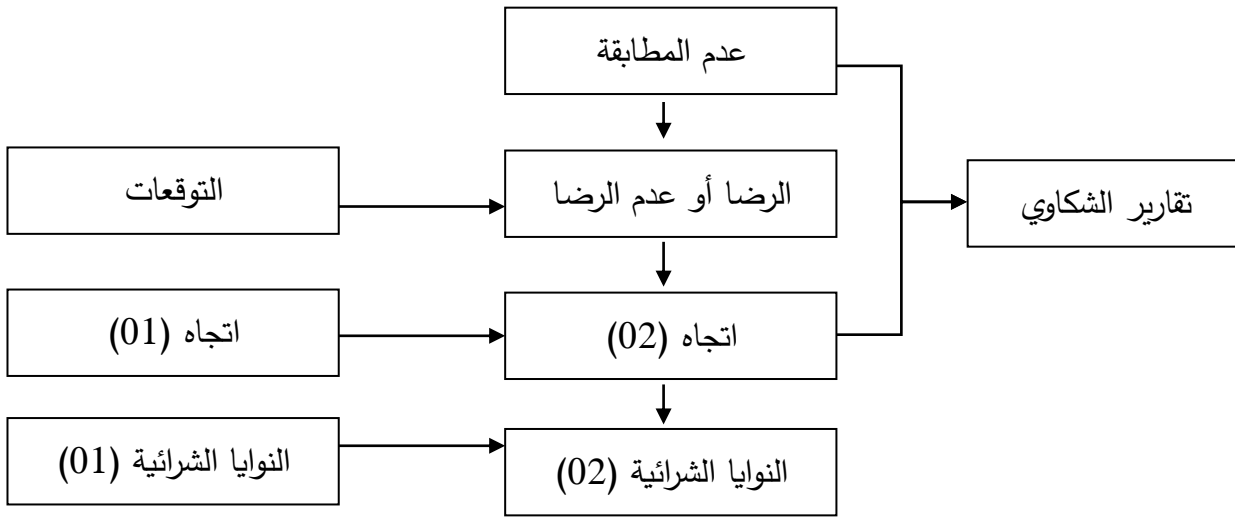 عدم المطابقة
التوقعات
الرضا أو عدم الرضا
تقارير الشكاوي
اتجاه (01)
اتجاه (02)
النوايا الشرائية (01)
النوايا الشرائية (02)